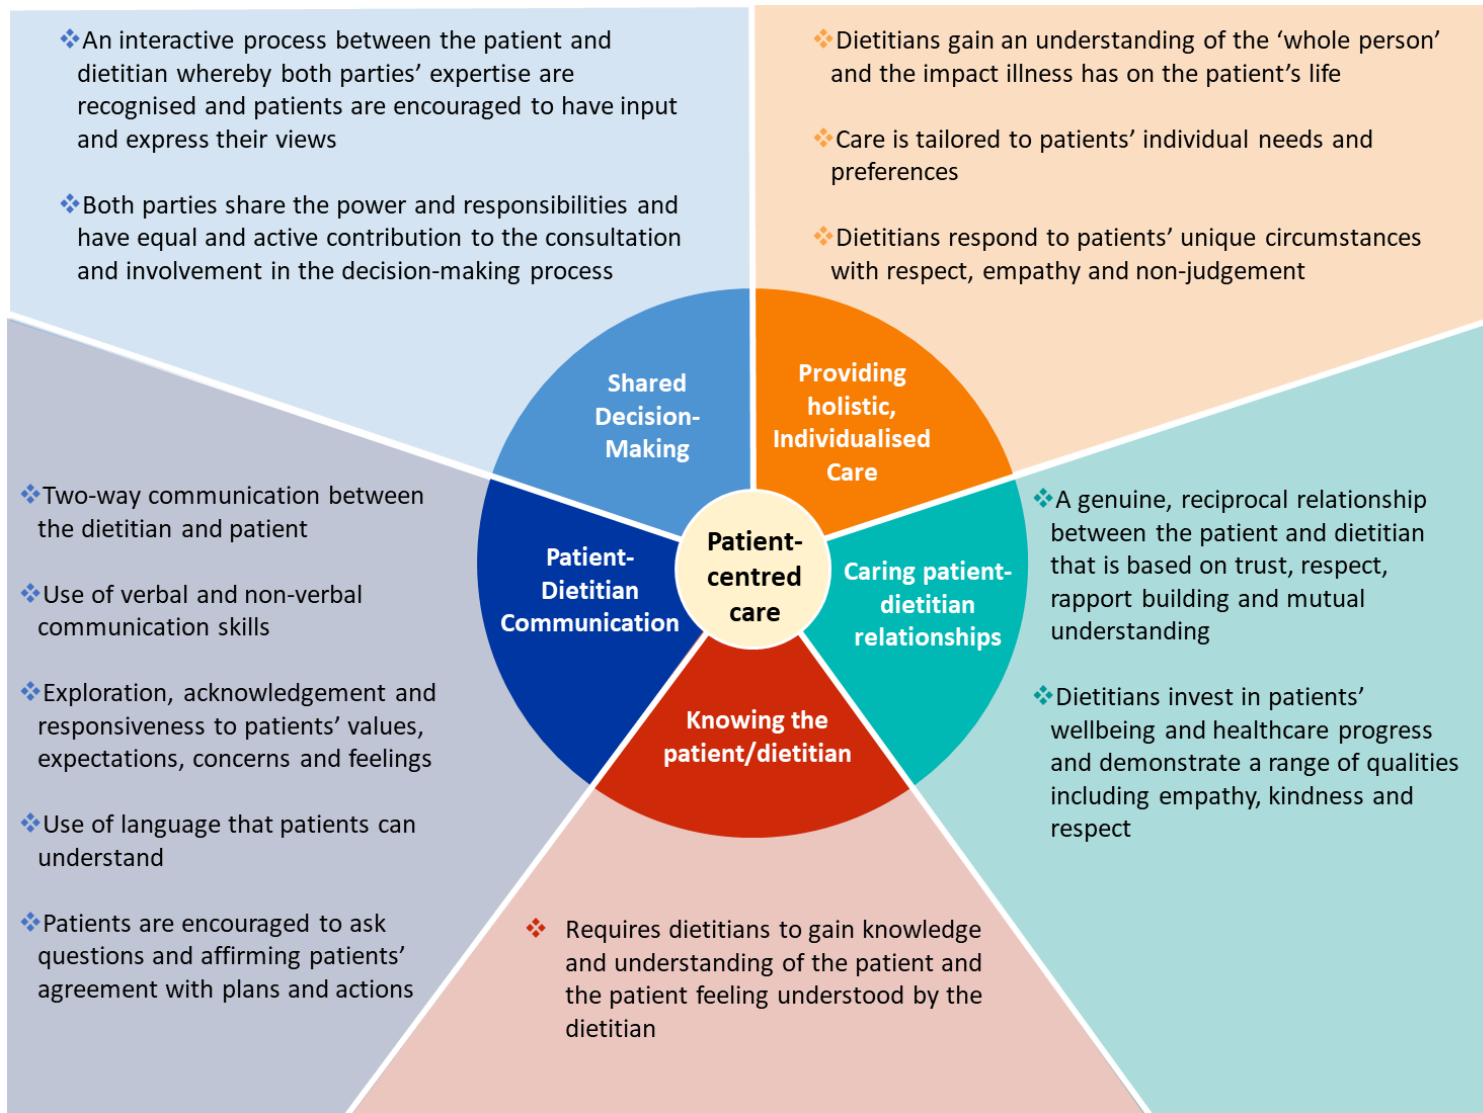 ❖An interactive process between the patient and
dietitian whereby both parties’ expertise are
recognised and patients are encouraged to have input
and express their views
❖Both parties share the power and responsibilities and
have equal and active contribution to the consultation
and involvement in the decision-making process
❖Dietitians gain an understanding of the ‘whole person’
and the impact illness has on the patient’s life
❖Care is tailored to patients’ individual needs and
preferences
❖Dietitians respond to patients’ unique circumstances
with respect, empathy and non-judgement
Shared
Decision-
Making
Providing
holistic,
Individualised
Care
Patient-
Dietitian
Communication
Patient-
centred
care
Caring patient-
dietitian
relationships
Knowing the
patient/dietitian
❖Two-way communication between
the dietitian and patient
❖Use of verbal and non-verbal
communication skills
❖Exploration, acknowledgement and
responsiveness to patients’ values,
expectations, concerns and feelings
❖Use of language that patients can
understand
❖Patients are encouraged to ask
questions and affirming patients’
agreement with plans and actions
❖A genuine, reciprocal relationship
between the patient and dietitian
that is based on trust, respect,
rapport building and mutual
understanding
❖Dietitians invest in patients’
wellbeing and healthcare progress
and demonstrate a range of qualities
including empathy, kindness and
respect
❖ Requires dietitians to gain knowledge
and understanding of the patient and
the patient feeling understood by the
dietitian